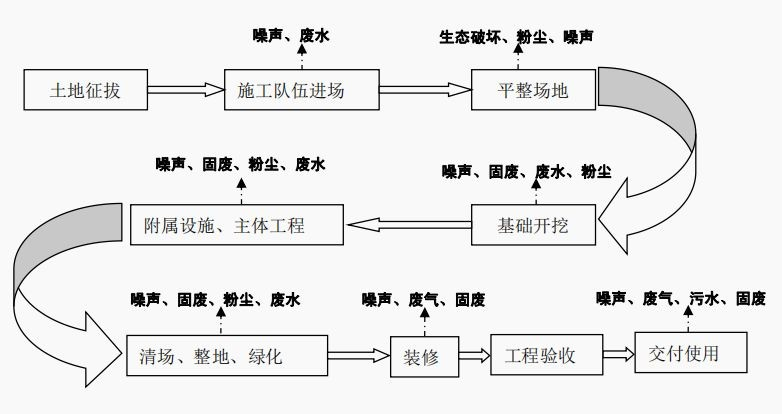 噪声、废水
生态破坏、粉尘、噪声
土地征拔
施工队伍进场
平整场地
噪声、固废、粉尘、废水
噪声、固废、废水、粉尘
附属设施、主体工程
基础开挖
噪声、固废、粉尘、废水
噪声、废气、固废
噪声、废气、污水、固废
清场、整地、绿化
装修
工程验收
交付使用